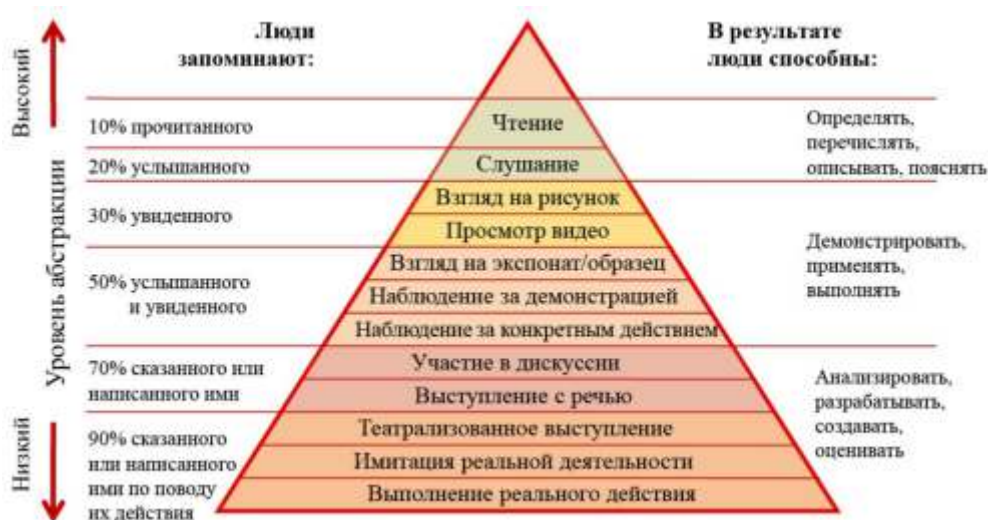 Люди
запоминают:
В результате
люди способны:
Высокий
Уровень абстракции
Низкий
10% прочитанного
20% услышанного
30% увиденного
50% услышанного
и увиденного
70% сказанного или
написанного ими
90% сказанного
или написанного
ими по поводу
их действия
Чтение
Слушание
Взгляд на рисунок
Просмотр видео
Взгляд на экспонат/образец
Наблюдение за демонстрацией
Наблюдение за конкретным действием
Участие в дискуссии
Выступление с речью
Театрализованное выступление
Имитация реальной деятельности
Выполнение реального действия
Определять,
перечислять,
описывать, пояснять
Демонстрировать,
применять,
выполнять
Анализировать,
разрабатывать,
создавать,
оценивать